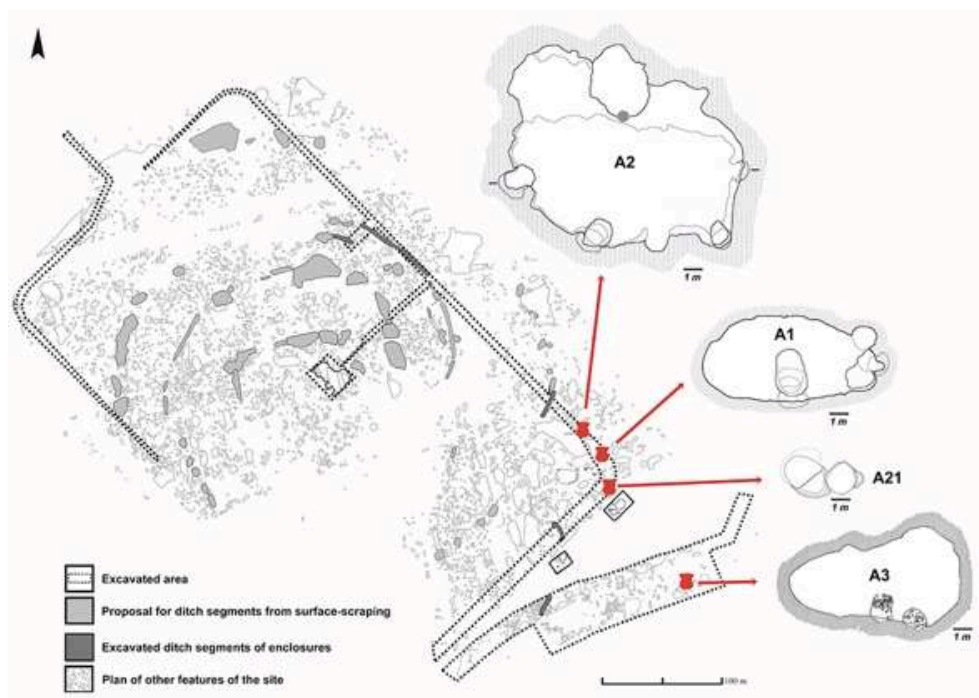 A2
1 m
A1
1 m
A21
1 m
A3
1 m
Excavated area
Proposal for ditch segments from surface-scraping
Excavated ditch segments of enclosures
Plan of other features of the site
100 m